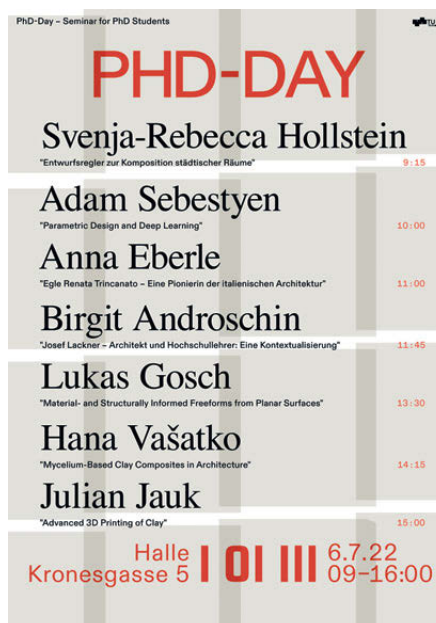 PhD-Day – Seminar for PhD Students
TU
PHD-DAY
Svenja-Rebecca Hollstein
"Entwurfsregler zur Komposition städtischer Räume" 9:15
Adam Sebestyen
"Parametric Design and Deep Learning" 10:00
Anna Eberle
"Egle Renata Trincanato – Eine Pionierin der italienischen Architektur" 11:00
Birgit Androschin
"Josef Lackner – Architekt und Hochschullehrer: Eine Kontextualisierung" 11:45
Lukas Gosch
"Material- and Structurally Informed Freeforms from Planar Surfaces" 13:30
Hana Vašatko
"Mycelium-Based Clay Composites in Architecture" 14:15
Julian Jauk
"Advanced 3D Printing of Clay" 15:00
Halle
Kronesgasse 5
I OI III
6.7.22
09–16:00